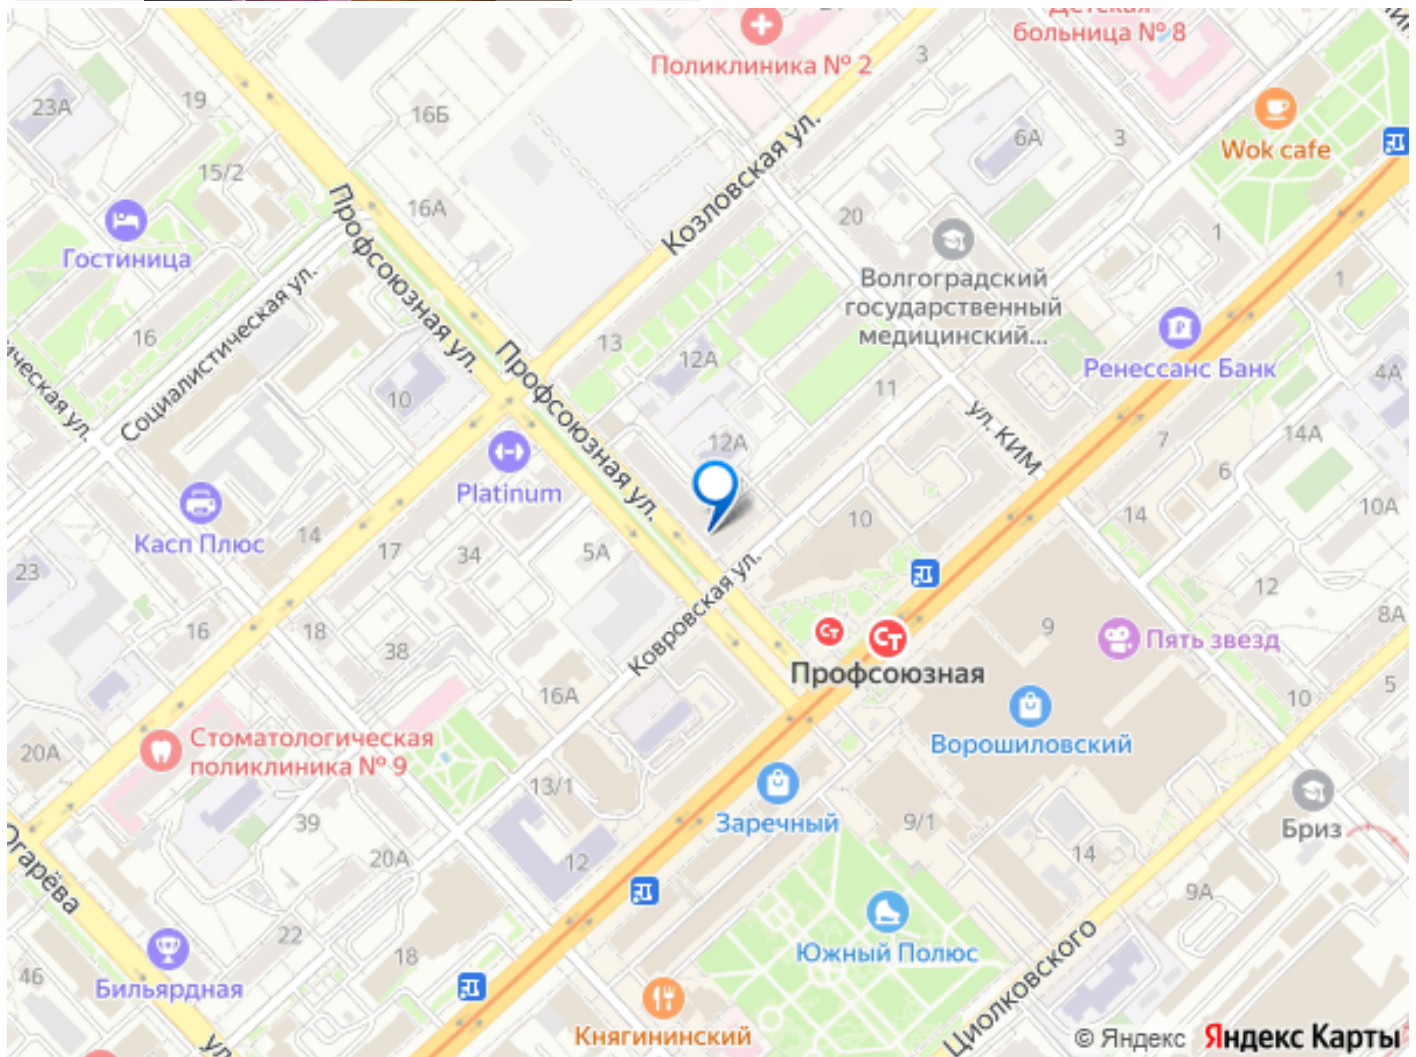 Детская
больница № 8
Поликлиника № 2
3
23А
19
16Б
Wok cafe
6А
3
15/2
Козловская ул.
16А
20
1
Гостиница
Профсоюзная ул.
Волгоградский
государственный
медицинский...
1
Социалистическая ул.
16
13
12А
Ренессанс Банк
Профсоюзная ул.
ическая ул.
10
11
4А
ул. КИМ
7
14А
12А
6
Platinum
10А
Касп Плюс
14
17
34
5А
10
14
23
Ковровская ул.
12
8А
16
18
38
9
Пять звезд
Профсоюзная
5
16А
10
Ворошиловский
Стоматологическая
поликлиника № 9
20А
13/1
Заречный
9/1
39
Бриз
20А
12
14
Огарёва
9А
22
18
Южный Полюс
Циолковского
46
Бильярдная
Княгининский
ул.
© Яндекс Яндекс Карты